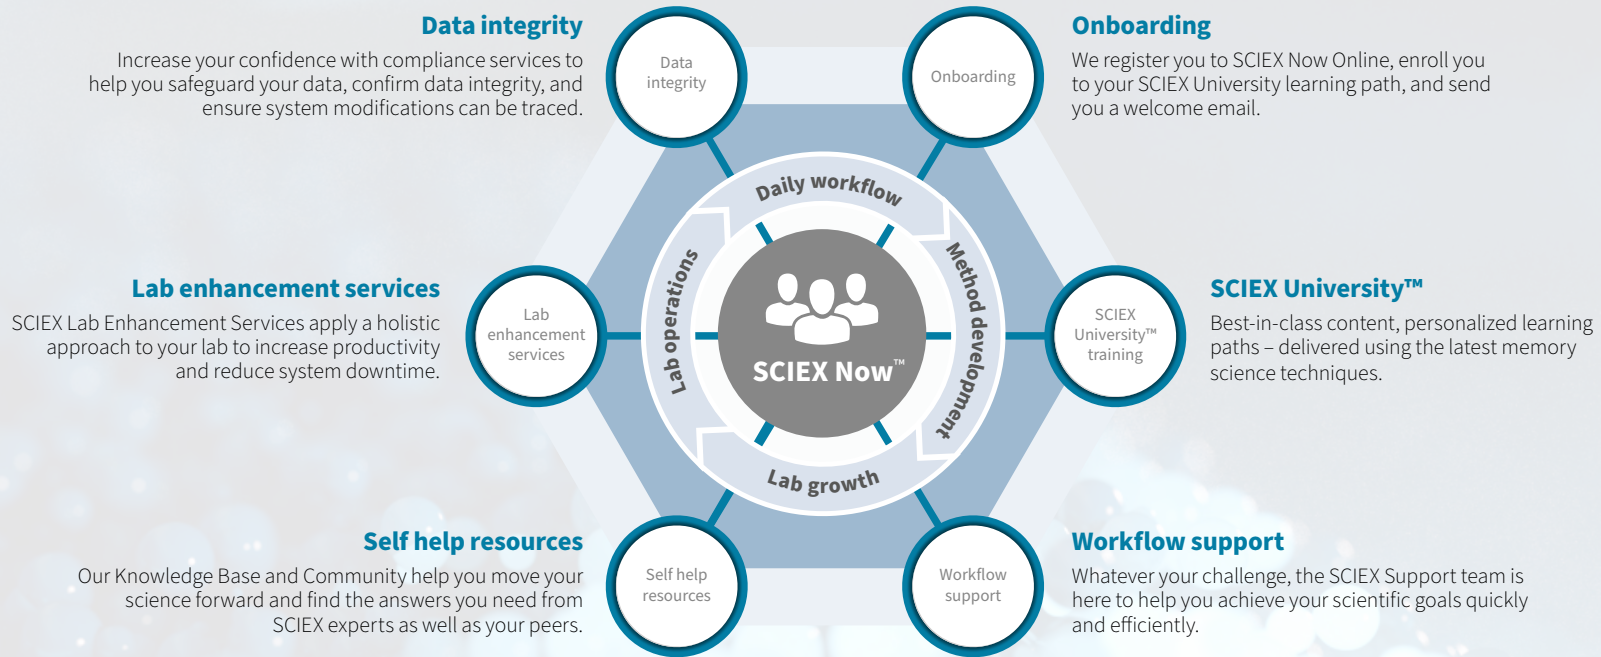 Data integrity
Increase your confidence with compliance services to
help you safeguard your data, confirm data integrity, and
ensure system modifications can be traced.
Data
integrity
Onboarding
Onboarding
We register you to SCIEX Now Online, enroll you
to your SCIEX University learning path, and send
you a welcome email.
Daily workflow
Method development
Lab growth
Lab operations
SCIEX Now™
Lab enhancement services
SCIEX Lab Enhancement Services apply a holistic
approach to your lab to increase productivity
and reduce system downtime.
Lab
enhancement
services
SCIEX
University™
training
SCIEX University™
Best-in-class content, personalized learning
paths – delivered using the latest memory
science techniques.
Self help resources
Our Knowledge Base and Community help you move your
science forward and find the answers you need from
SCIEX experts as well as your peers.
Self help
resources
Workflow
support
Workflow support
Whatever your challenge, the SCIEX Support team is
here to help you achieve your scientific goals quickly
and efficiently.